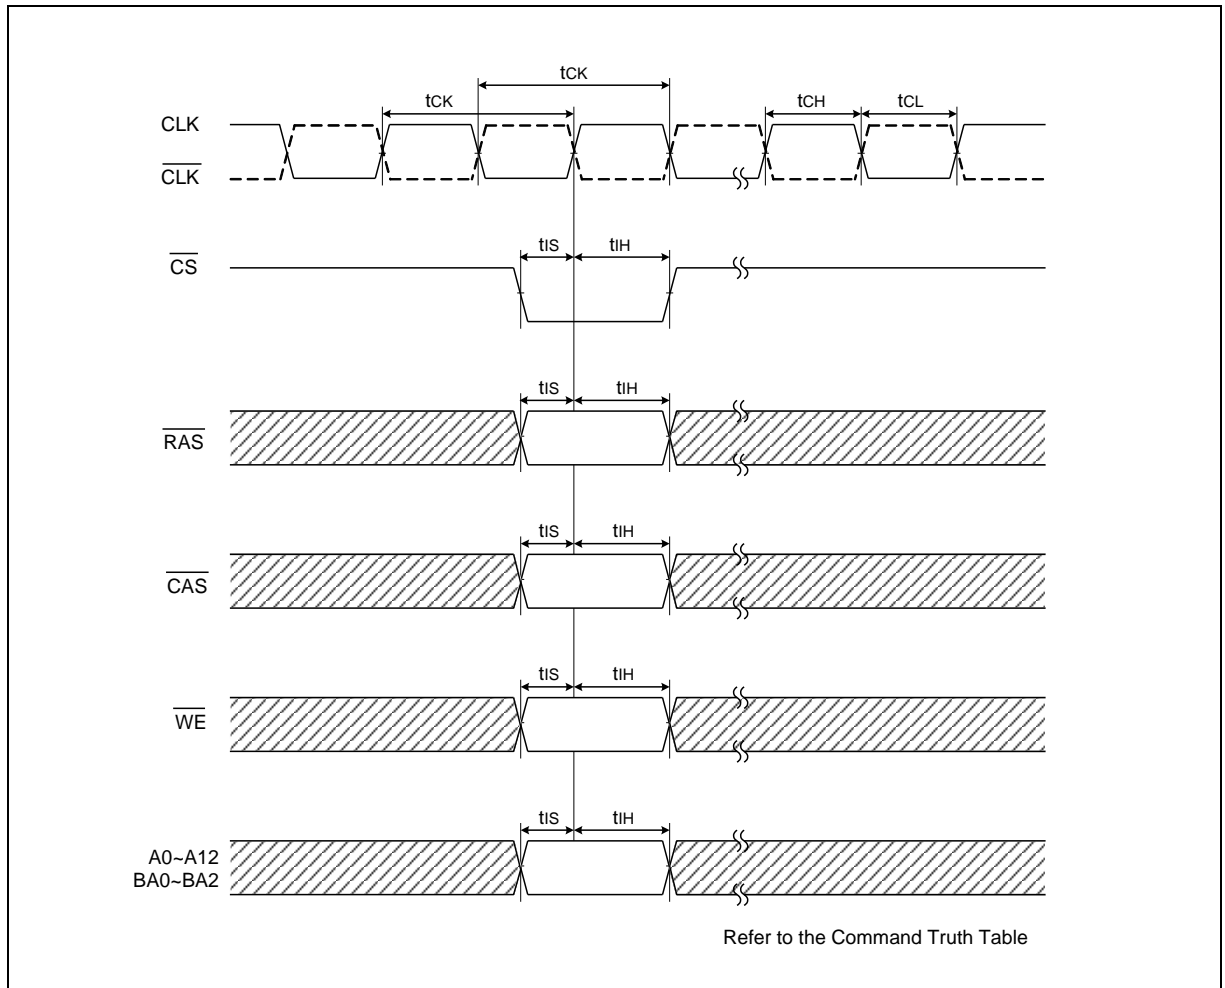 tCK
tCK
tCH
tCL
CLK
CLK
tIS
tIH
CS
tIS
tIH
RAS
tIS
tIH
CAS
tIS
tIH
WE
tIS
tIH
A0~A12
BA0~BA2
Refer to the Command Truth Table